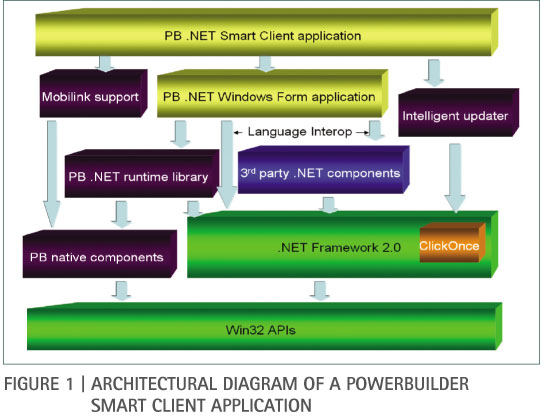 PB .NET Smart Client application
Mobilink support
PB .NET Windows Form application
Intelligent updater
Language Interop
PB .NET runtime library
3rd party .NET components
PB native components
.NET Framework 2.0
ClickOnce
Win32 APIs
FIGURE 1 | ARCHITECTURAL DIAGRAM OF A POWERBUILDER
SMART CLIENT APPLICATION